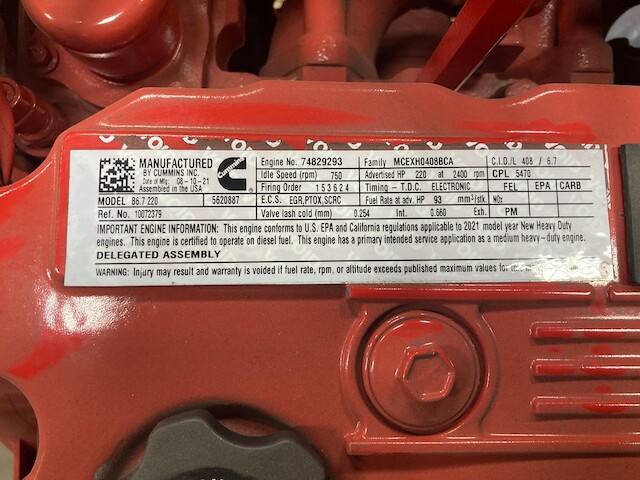 MANUFACTURED
BY CUMMINS INC.
Date of Mfg: 08-10-21
Assembled in the USA
Cummins
Engine No. 74829293 Family MCEXH0408BCA C.I.D./L 408 / 6.7
Idle Speed (rpm) 750 Advertised HP 220 at 2400 rpm CPL 5470
Firing Order 153624 Timing - T.D.C. ELECTRONIC FEL EPA CARB
MODEL B6.7 220 5620887 E.C.S. EGR,PTOX,SCRC Fuel Rate at Adv. HP 93 mm³/stk. NOx
Ref. No. 10072379 Valve lash cold (mm) 0.254 Int. 0.660 Exh. PM
IMPORTANT ENGINE INFORMATION: This engine conforms to U.S. EPA and California regulations applicable to 2021 model year New Heavy Duty
engines. This engine is certified to operate on diesel fuel. This engine has a primary intended service application as a medium heavy-duty engine.
DELEGATED ASSEMBLY
WARNING: Injury may result and warranty is voided if fuel rate, rpm, or altitude exceeds published maximum values for this